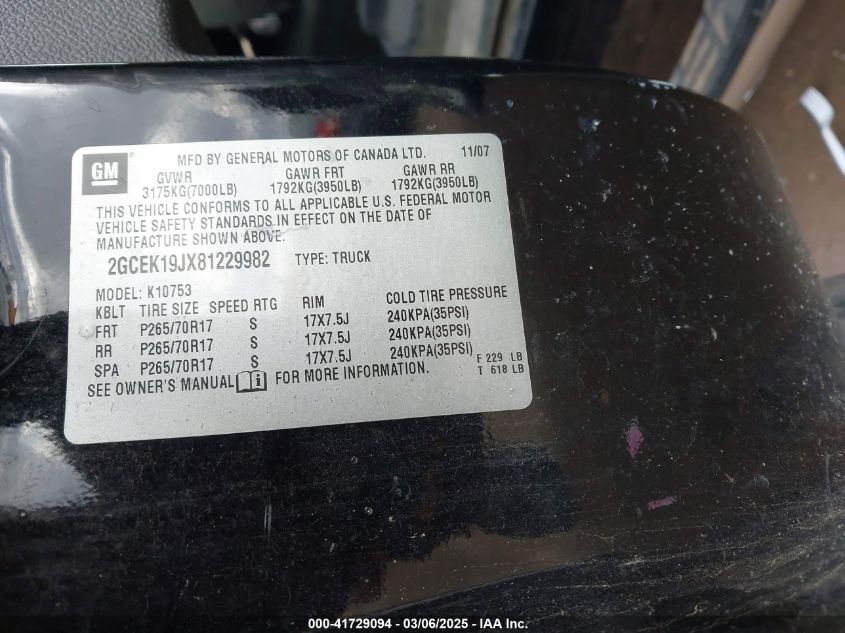 GM
MFD BY GENERAL MOTORS OF CANADA LTD. 11/07
GVWR GAWR FRT GAWR RR
3175KG(7000LB) 1792KG(3950LB) 1792KG(3950LB)
THIS VEHICLE CONFORMS TO ALL APPLICABLE U.S. FEDERAL MOTOR
VEHICLE SAFETY STANDARDS IN EFFECT ON THE DATE OF
MANUFACTURE SHOWN ABOVE.
2GCEK19JX81229982 TYPE: TRUCK
MODEL: K10753
KBLT TIRE SIZE SPEED RTG RIM COLD TIRE PRESSURE
FRT P265/70R17 S 17X7.5J 240KPA(35PSI)
RR P265/70R17 S 17X7.5J 240KPA(35PSI)
SPA P265/70R17 S 17X7.5J 240KPA(35PSI)
SEE OWNER'S MANUAL FOR MORE INFORMATION.
F 229 LB
T 618 LB
000-41729094 - 03/06/2025 - IAA Inc.